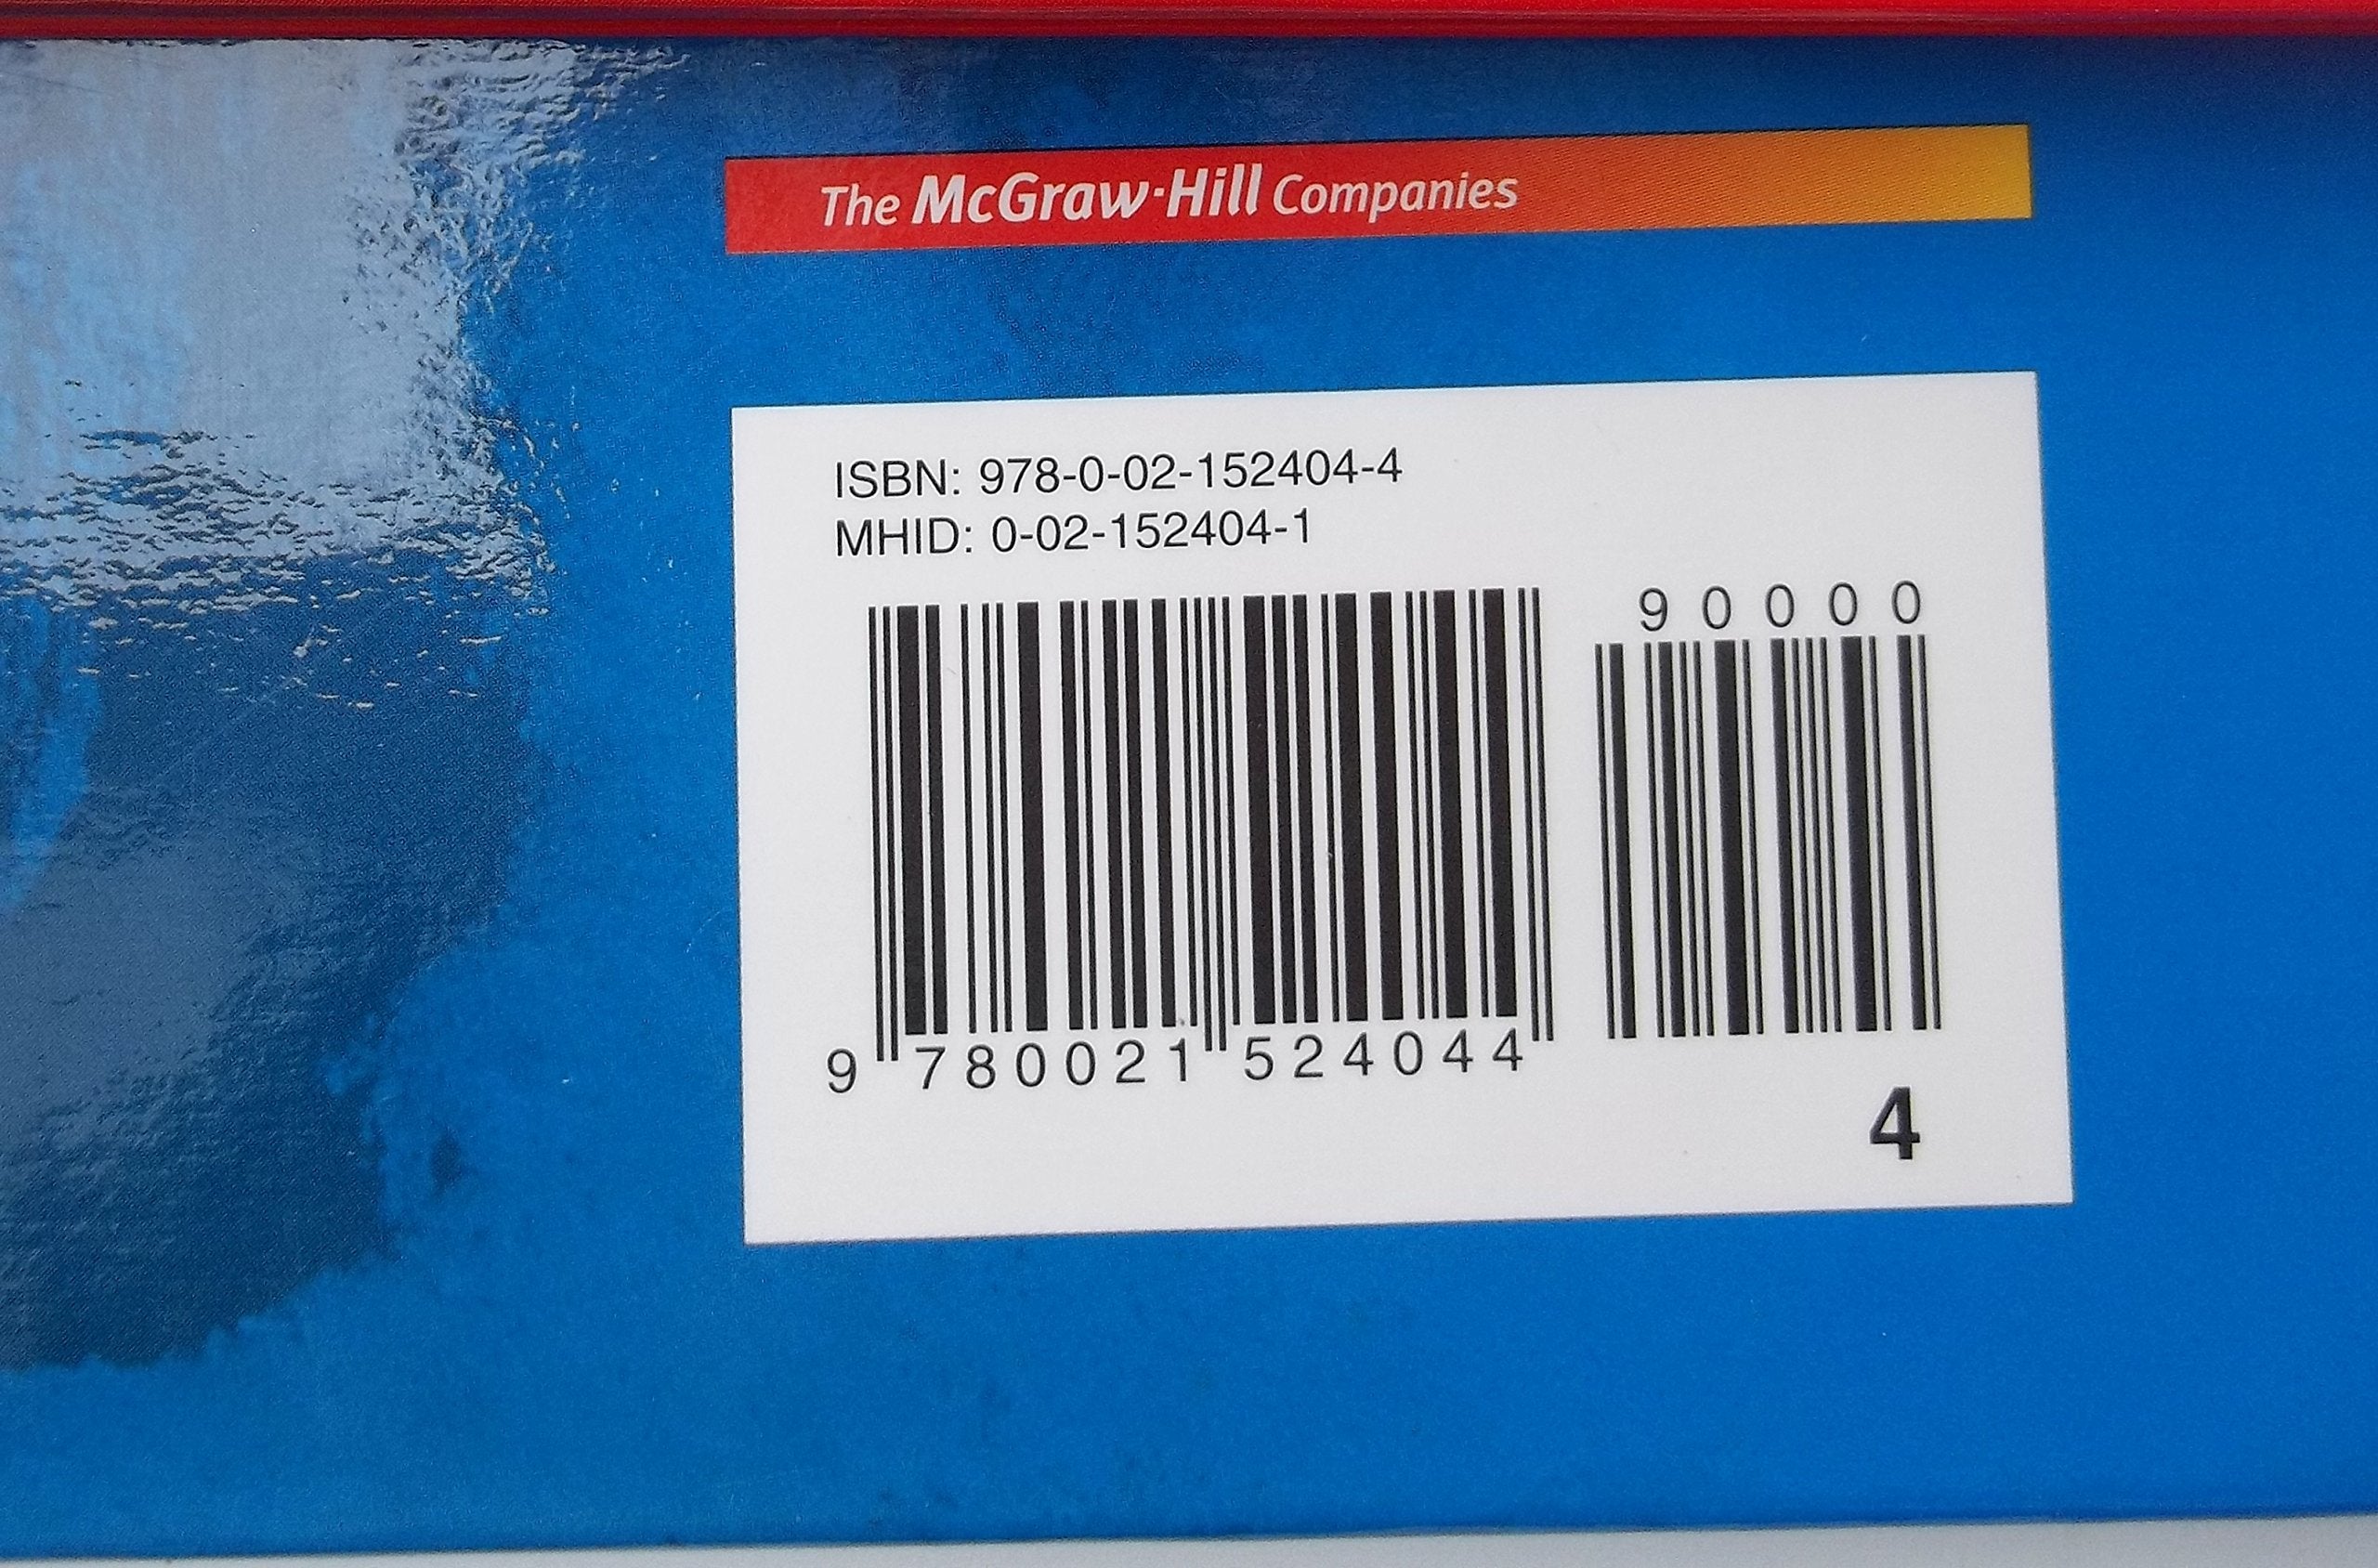 The McGraw-Hill Companies
ISBN: 978-0-02-152404-4
MHID: 0-02-152404-1
90000
9 780021 524044
4